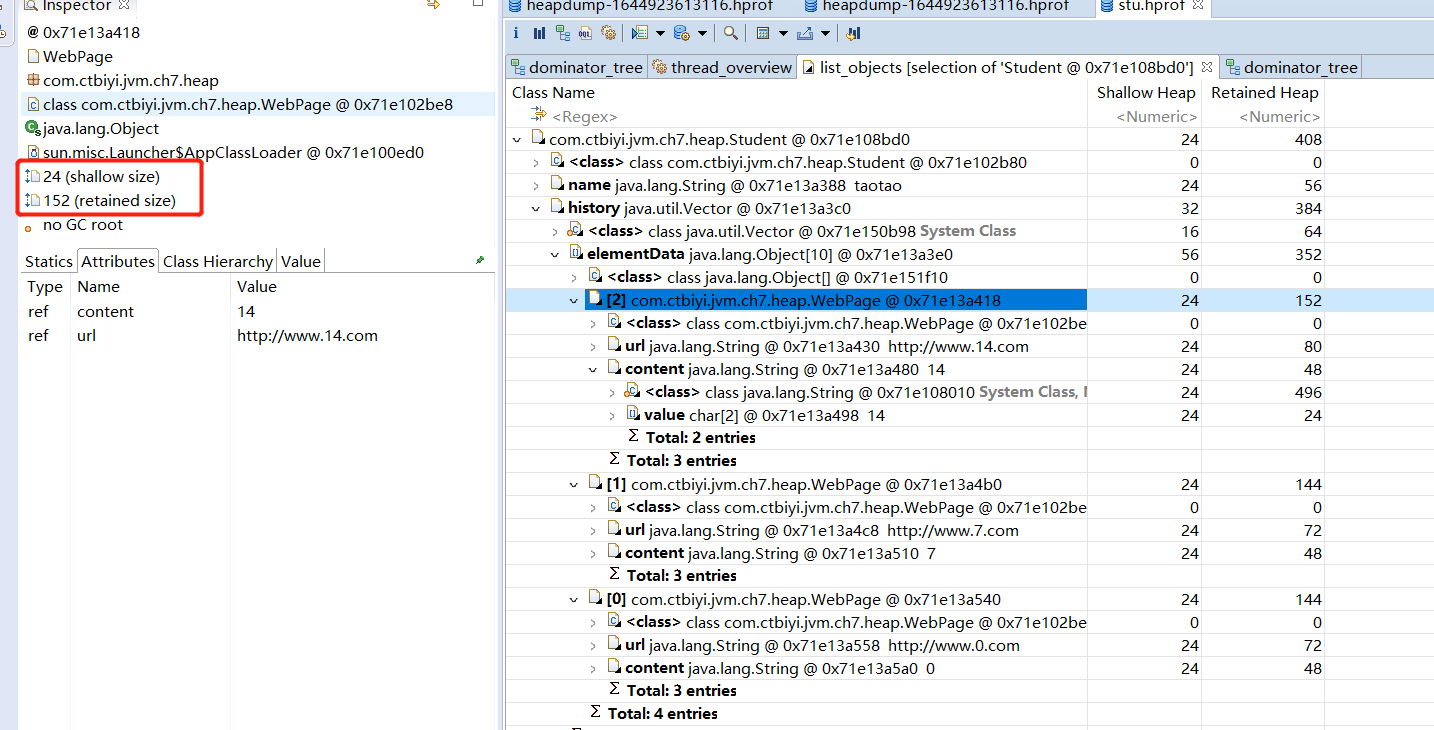 Inspector
@ 0x71e13a418
WebPage
com.ctbiyi.jvm.ch7.heap
class com.ctbiyi.jvm.ch7.heap.WebPage @ 0x71e102be8
java.lang.Object
sun.misc.Launcher$AppClassLoader @ 0x71e100ed0
24 (shallow size)
152 (retained size)
no GC root
Statics Attributes Class Hierarchy Value
Type Name Value
ref content 14
ref url http://www.14.com
heapdump-1644923613116.hprof heapdump-1644923613116.hprof stu.hprof
dominator_tree thread_overview list_objects [selection of 'Student @ 0x71e108bd0'] dominator_tree
Class Name Shallow Heap Retained Heap
<Regex> <Numeric> <Numeric>
com.ctbiyi.jvm.ch7.heap.Student @ 0x71e108bd0 24 408
<class> class com.ctbiyi.jvm.ch7.heap.Student @ 0x71e102b80 0 0
name java.lang.String @ 0x71e13a388 taotao 24 56
history java.util.Vector @ 0x71e13a3c0 32 384
<class> class java.util.Vector @ 0x71e150b98 System Class 16 64
elementData java.lang.Object[10] @ 0x71e13a3e0 56 352
<class> class java.lang.Object[] @ 0x71e151f10 0 0
[2] com.ctbiyi.jvm.ch7.heap.WebPage @ 0x71e13a418 24 152
<class> class com.ctbiyi.jvm.ch7.heap.WebPage @ 0x71e102be 0 0
url java.lang.String @ 0x71e13a430 http://www.14.com 24 80
content java.lang.String @ 0x71e13a480 14 24 48
<class> class java.lang.String @ 0x71e108010 System Class, 24 496
value char[2] @ 0x71e13a498 14 24 24
Σ Total: 2 entries
Σ Total: 3 entries
[1] com.ctbiyi.jvm.ch7.heap.WebPage @ 0x71e13a4b0 24 144
<class> class com.ctbiyi.jvm.ch7.heap.WebPage @ 0x71e102be 0 0
url java.lang.String @ 0x71e13a4c8 http://www.7.com 24 72
content java.lang.String @ 0x71e13a510 7 24 48
Σ Total: 3 entries
[0] com.ctbiyi.jvm.ch7.heap.WebPage @ 0x71e13a540 24 144
<class> class com.ctbiyi.jvm.ch7.heap.WebPage @ 0x71e102be 0 0
url java.lang.String @ 0x71e13a558 http://www.0.com 24 72
content java.lang.String @ 0x71e13a5a0 0 24 48
Σ Total: 3 entries
Σ Total: 4 entries